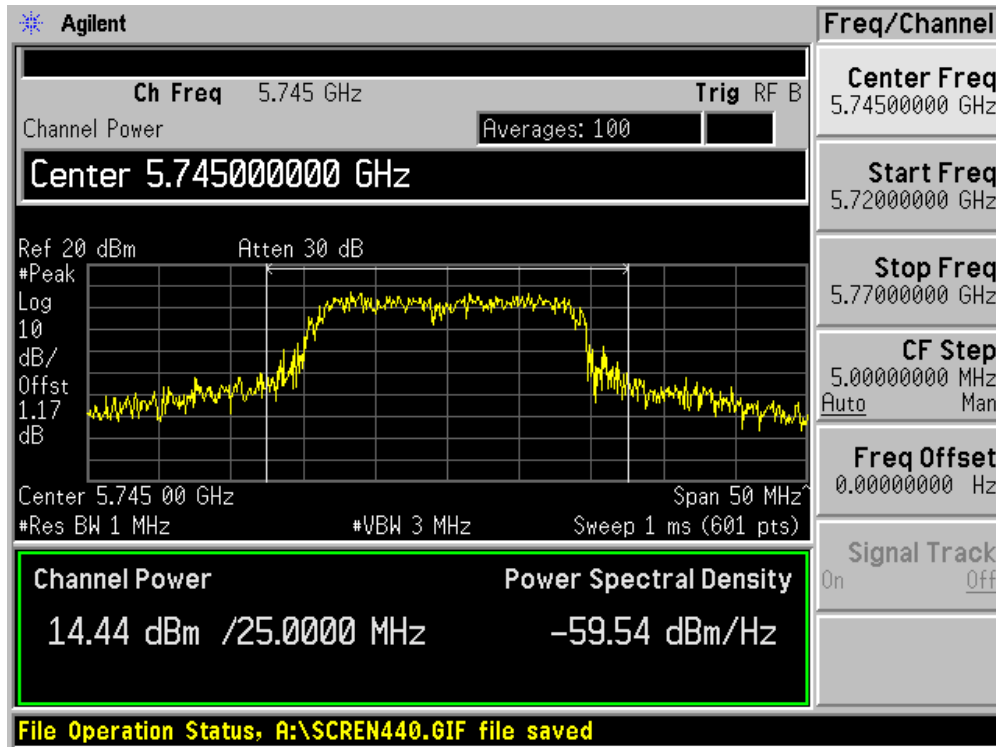 Agilent
Freq/Channel
Ch Freq 5.745 GHz Trig RF B
Channel Power Averages: 100
Center 5.745000000 GHz
Ref 20 dBm Atten 30 dB
#Peak
Log
10
dB/
Offst
1.17
dB
Center 5.745 00 GHz Span 50 MHz^
#Res BW 1 MHz #VBW 3 MHz Sweep 1 ms (601 pts)
Channel Power Power Spectral Density
14.44 dBm /25.0000 MHz -59.54 dBm/Hz
File Operation Status, A:\SCREN440.GIF file saved
Center Freq
5.74500000 GHz
Start Freq
5.72000000 GHz
Stop Freq
5.77000000 GHz
CF Step
5.00000000 MHz
Auto Man
Freq Offset
0.00000000 Hz
Signal Track
On Off